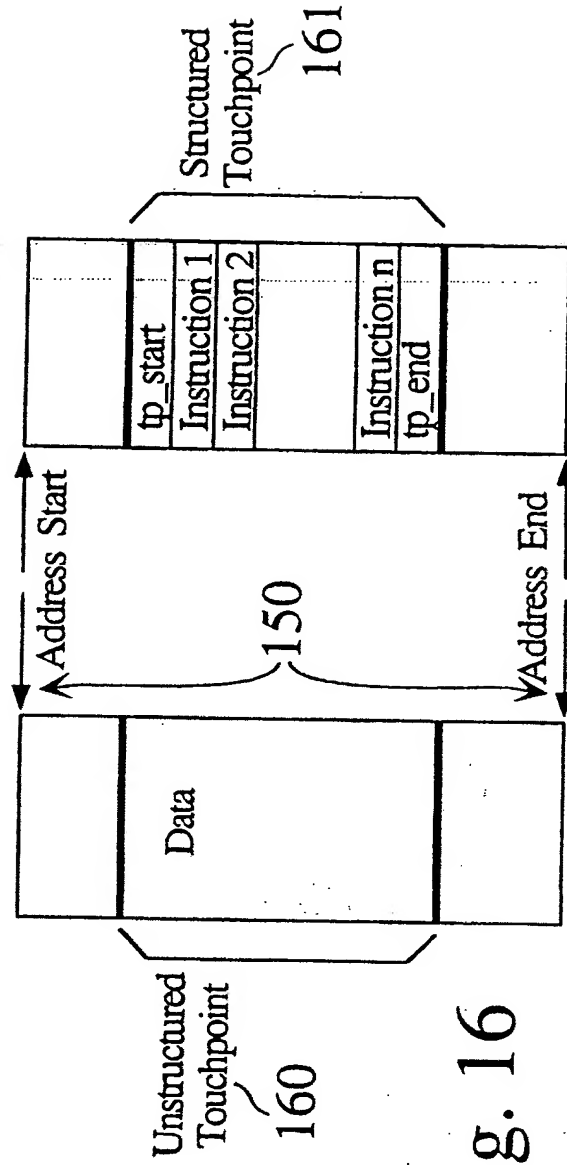 Unstructured
Touchpoint
160
Data
Address Start
150
Address End
tp_start
Instruction 1
Instruction 2
Instruction n
tp_end
Structured
Touchpoint
161
g. 16